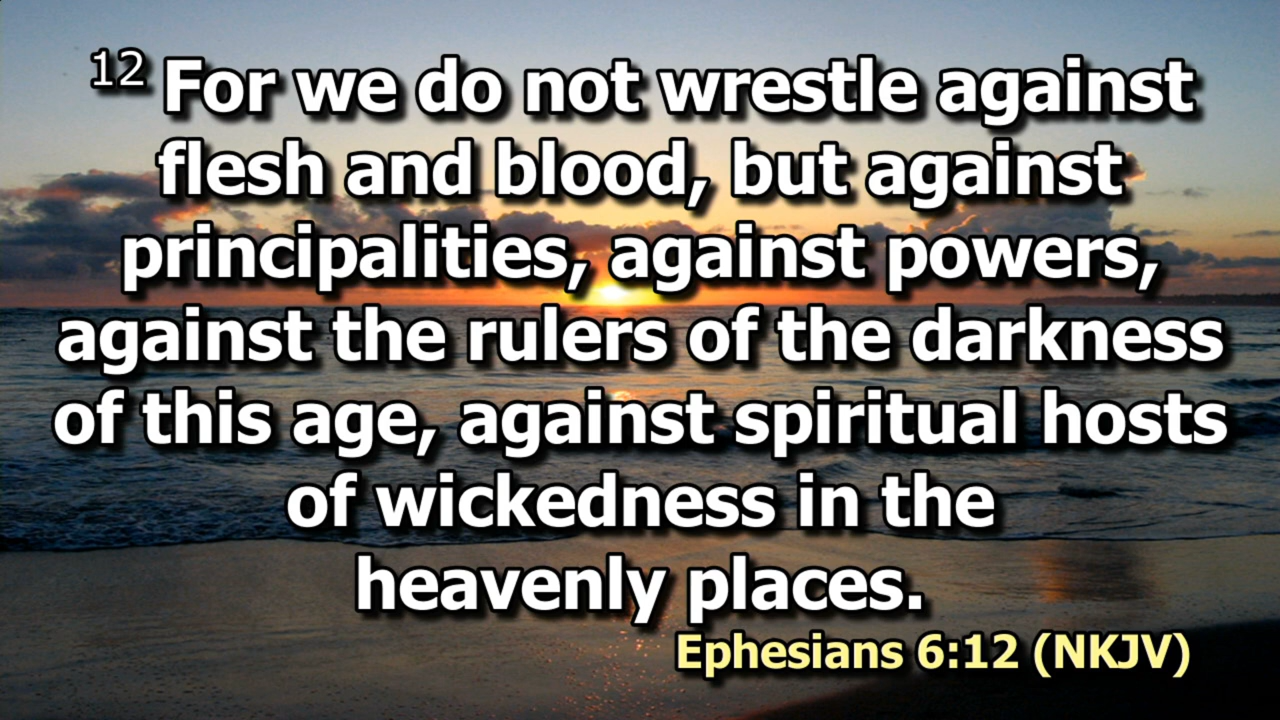 12 For we do not wrestle against
flesh and blood, but against
principalities, against powers,
against the rulers of the darkness
of this age, against spiritual hosts
of wickedness in the
heavenly places.
Ephesians 6:12 (NKJV)